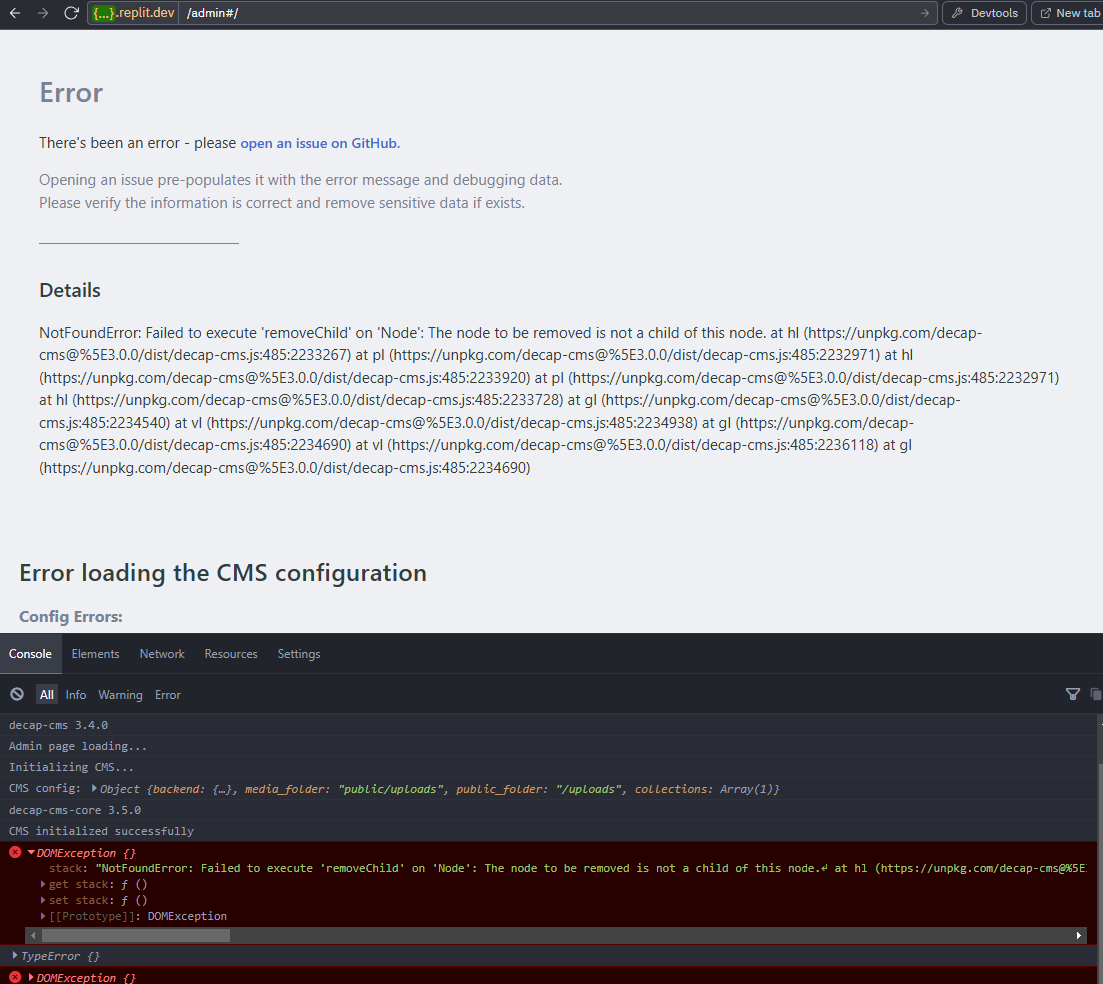 {...}.replit.dev /admin#/ Devtools New tab
Error
There's been an error - please open an issue on GitHub.
Opening an issue pre-populates it with the error message and debugging data.
Please verify the information is correct and remove sensitive data if exists.
Details
NotFoundError: Failed to execute 'removeChild' on 'Node': The node to be removed is not a child of this node. at hl (https://unpkg.com/decap-
cms@%5E3.0.0/dist/decap-cms.js:485:2233267) at pl (https://unpkg.com/decap-cms@%5E3.0.0/dist/decap-cms.js:485:2232971) at hl
(https://unpkg.com/decap-cms@%5E3.0.0/dist/decap-cms.js:485:2233920) at pl (https://unpkg.com/decap-cms@%5E3.0.0/dist/decap-cms.js:485:2232971)
at hl (https://unpkg.com/decap-cms@%5E3.0.0/dist/decap-cms.js:485:2233728) at gl (https://unpkg.com/decap-cms@%5E3.0.0/dist/decap-
cms.js:485:2234540) at vl (https://unpkg.com/decap-cms@%5E3.0.0/dist/decap-cms.js:485:2234938) at gl (https://unpkg.com/decap-
cms@%5E3.0.0/dist/decap-cms.js:485:2234690) at vl (https://unpkg.com/decap-cms@%5E3.0.0/dist/decap-cms.js:485:2236118) at gl
(https://unpkg.com/decap-cms@%5E3.0.0/dist/decap-cms.js:485:2234690)
Error loading the CMS configuration
Config Errors:
Console Elements Network Resources Settings
All Info Warning Error
decap-cms 3.4.0
Admin page loading...
Initializing CMS...
CMS config: Object {backend: {…}, media_folder: "public/uploads", public_folder: "/uploads", collections: Array(1)}
decap-cms-core 3.5.0
CMS initialized successfully
DOMException {}
stack: "NotFoundError: Failed to execute 'removeChild' on 'Node': The node to be removed is not a child of this node.↵ at hl (https://unpkg.com/decap-cms@%5E
get stack: ƒ ()
set stack: ƒ ()
[[Prototype]]: DOMException
TypeError {}
DOMException {}